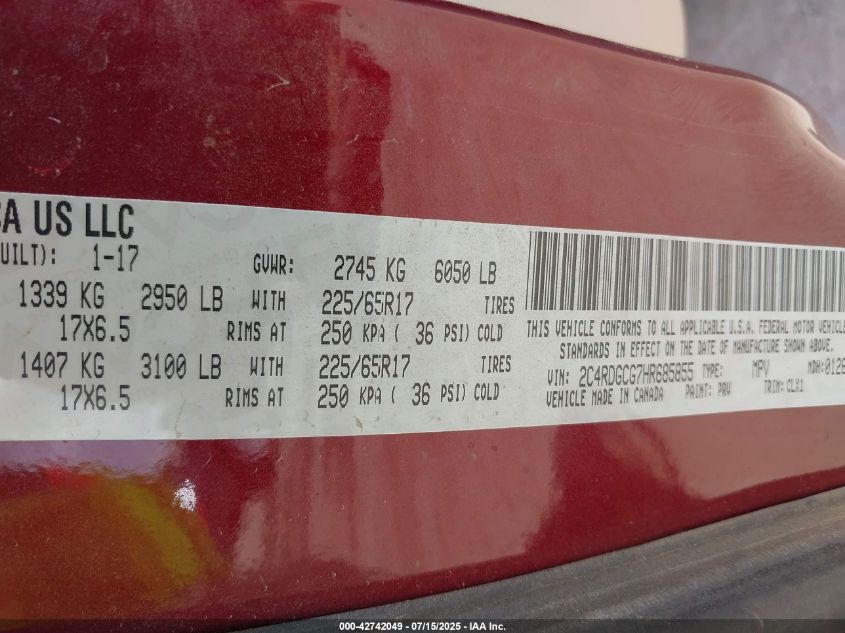 CA US LLC
UILT): 1-17 GVWR: 2745 KG 6050 LB
1339 KG 2950 LB WITH 225/65R17 TIRES
17X6.5 RIMS AT 250 KPA ( 36 PSI) COLD
1407 KG 3100 LB WITH 225/65R17 TIRES
17X6.5 RIMS AT 250 KPA ( 36 PSI) COLD
THIS VEHICLE CONFORMS TO ALL APPLICABLE U.S.A. FEDERAL MOTOR VEHICLE
STANDARDS IN EFFECT ON THE DATE OF MANUFACTURE SHOWN ABOVE.
VIN: 2C4RDGCG7HR685855 TYPE: MPV MDH: 0126
VEHICLE MADE IN CANADA PAINT: PRV TRIM: CLX1
000-42742049 - 07/15/2025 - IAA Inc.